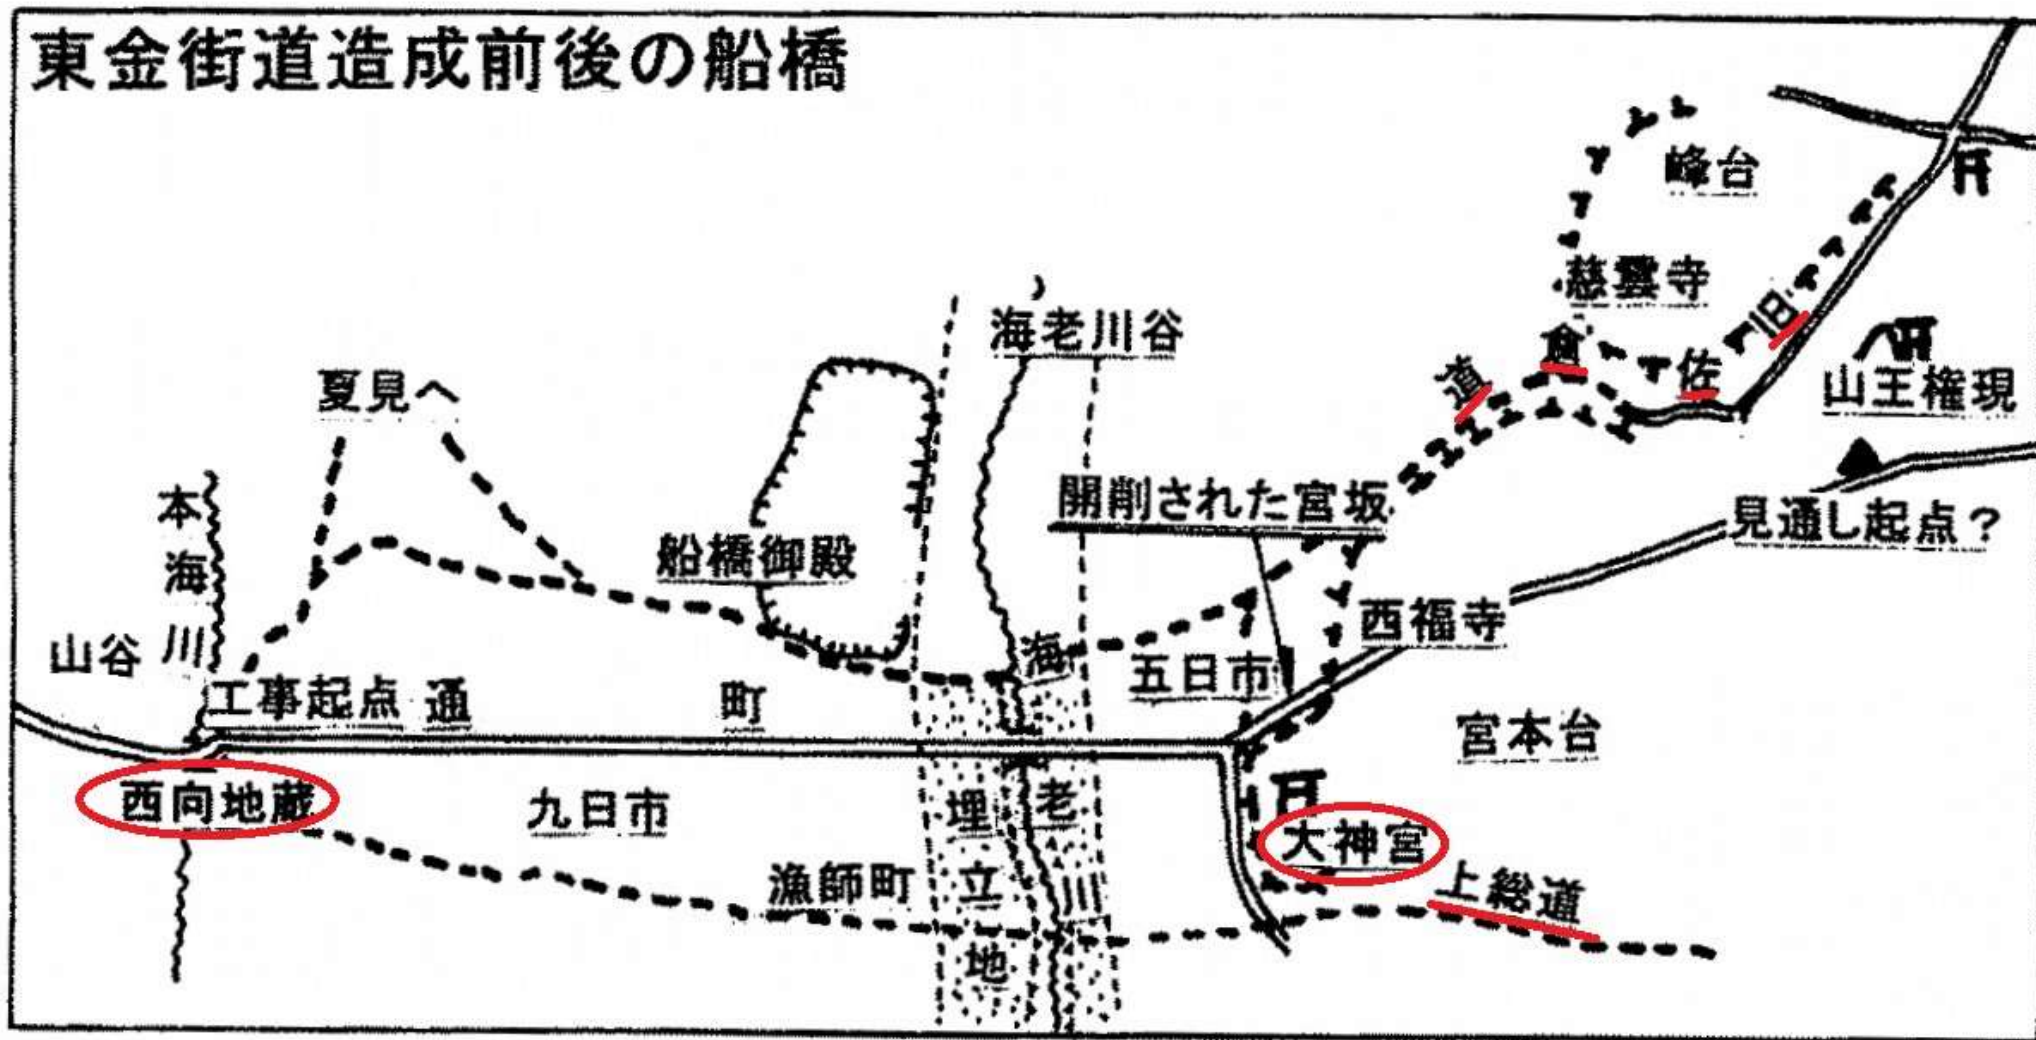 東金街道造成前後の船橋
峰台
慈雲寺
旧佐倉道
山王権現
海老川谷
夏見へ
本海川
開削された宮坂
見通し起点?
船橋御殿
西福寺
山谷
海老川
五日市
工事起点
通町
宮本台
西向地蔵
九日市
埋立地
大神宮
漁師町
上総道